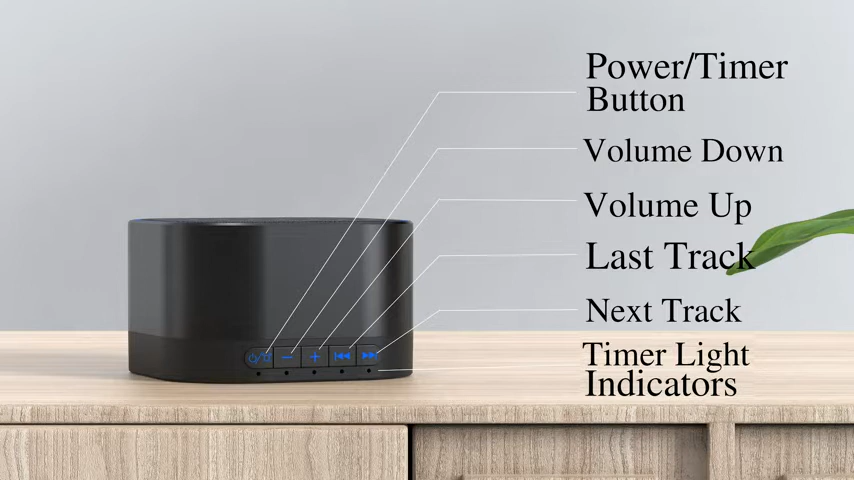 Power/Timer
Button
Volume Down
Volume Up
Last Track
Next Track
Timer Light
Indicators